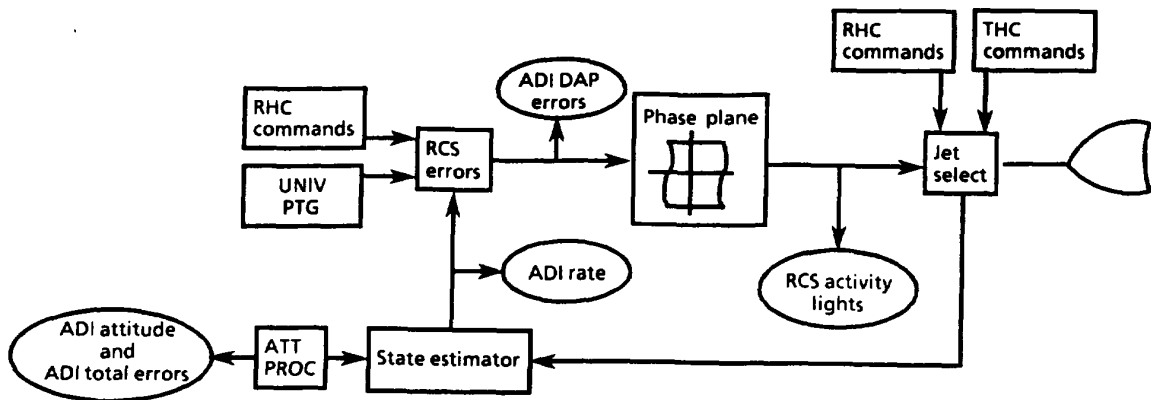 RHC
commands
THC
commands
ADI DAP
errors
RHC
commands
Phase plane
RCS
errors
Jet
select
UNIV
PTG
ADI rate
RCS activity
lights
ADI attitude
and
ADI total errors
ATT
PROC
State estimator